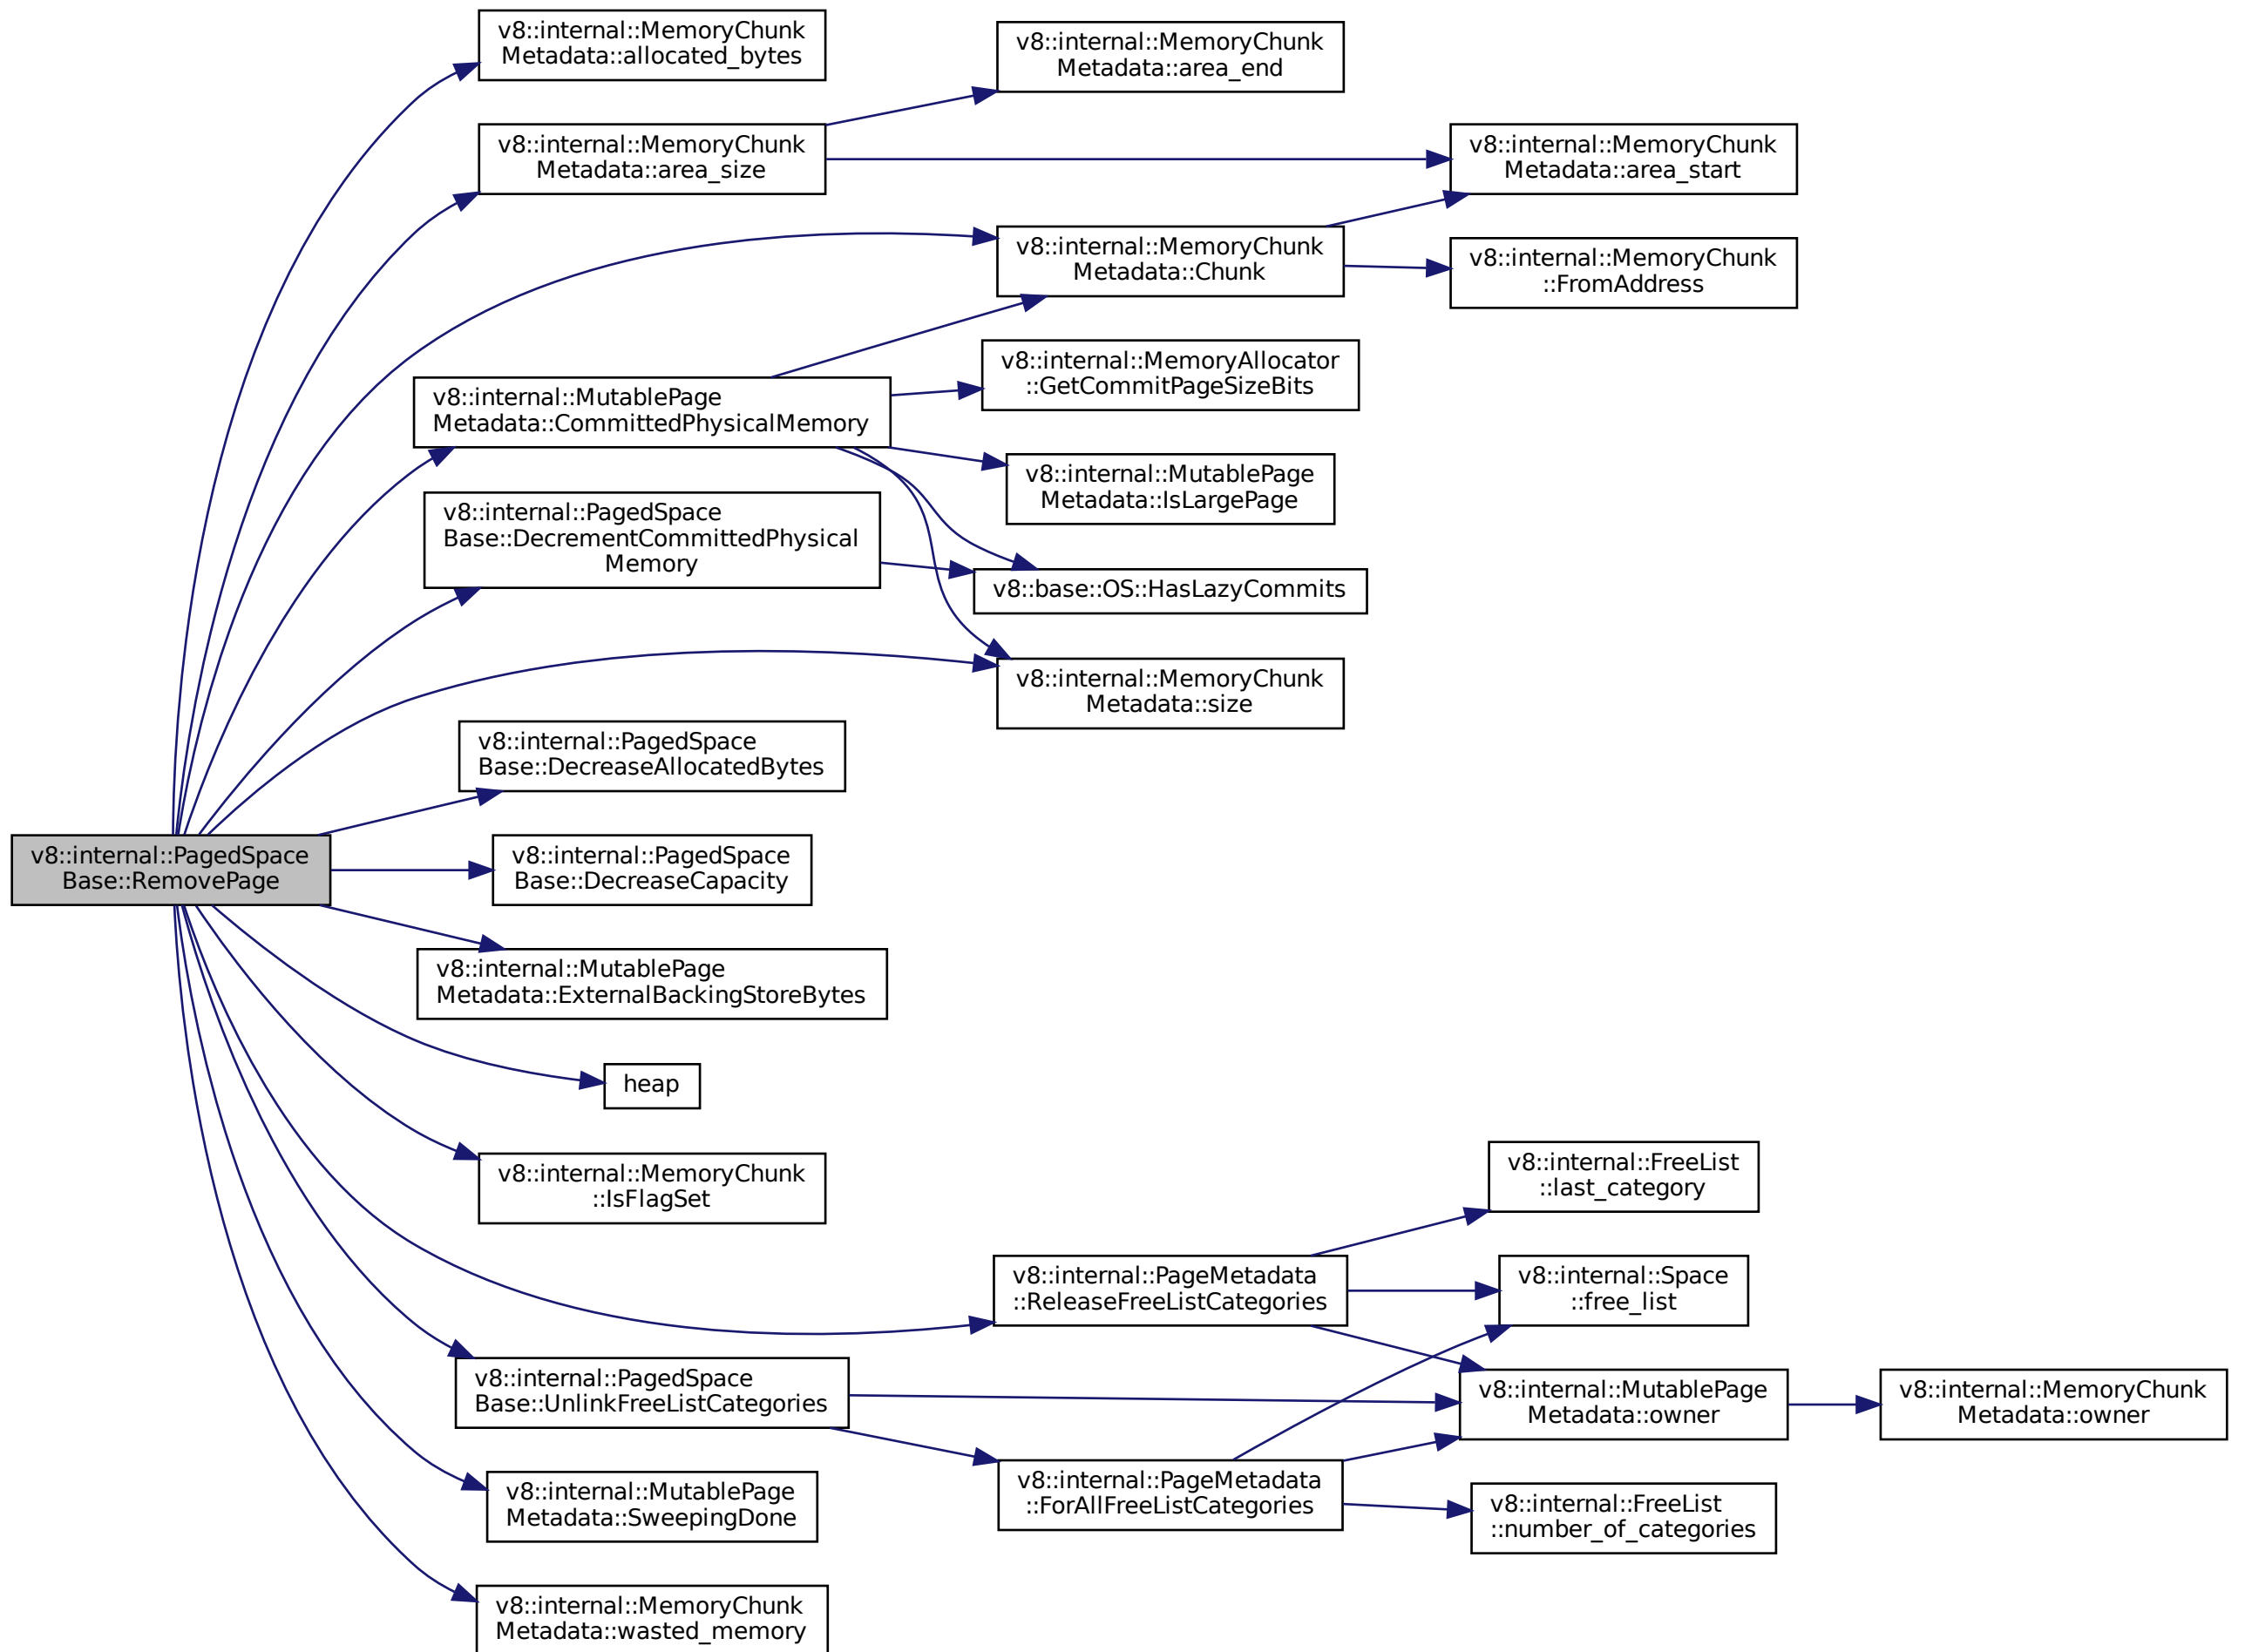 v8::internal::MemoryChunk
Metadata::allocated_bytes
v8::internal::MemoryChunk
Metadata::area_end
v8::internal::MemoryChunk
Metadata::area_size
v8::internal::MemoryChunk
Metadata::area_start
v8::internal::MemoryChunk
Metadata::Chunk
v8::internal::MemoryChunk
::FromAddress
v8::internal::MemoryAllocator
::GetCommitPageSizeBits
v8::internal::MutablePage
Metadata::CommittedPhysicalMemory
v8::internal::MutablePage
Metadata::IsLargePage
v8::internal::PagedSpace
Base::DecrementCommittedPhysical
Memory
v8::base::OS::HasLazyCommits
v8::internal::MemoryChunk
Metadata::size
v8::internal::PagedSpace
Base::DecreaseAllocatedBytes
v8::internal::PagedSpace
Base::RemovePage
v8::internal::PagedSpace
Base::DecreaseCapacity
v8::internal::MutablePage
Metadata::ExternalBackingStoreBytes
heap
v8::internal::MemoryChunk
::IsFlagSet
v8::internal::FreeList
::last_category
v8::internal::PageMetadata
::ReleaseFreeListCategories
v8::internal::Space
::free_list
v8::internal::PagedSpace
Base::UnlinkFreeListCategories
v8::internal::MutablePage
Metadata::owner
v8::internal::MemoryChunk
Metadata::owner
v8::internal::PageMetadata
::ForAllFreeListCategories
v8::internal::MutablePage
Metadata::SweepingDone
v8::internal::FreeList
::number_of_categories
v8::internal::MemoryChunk
Metadata::wasted_memory